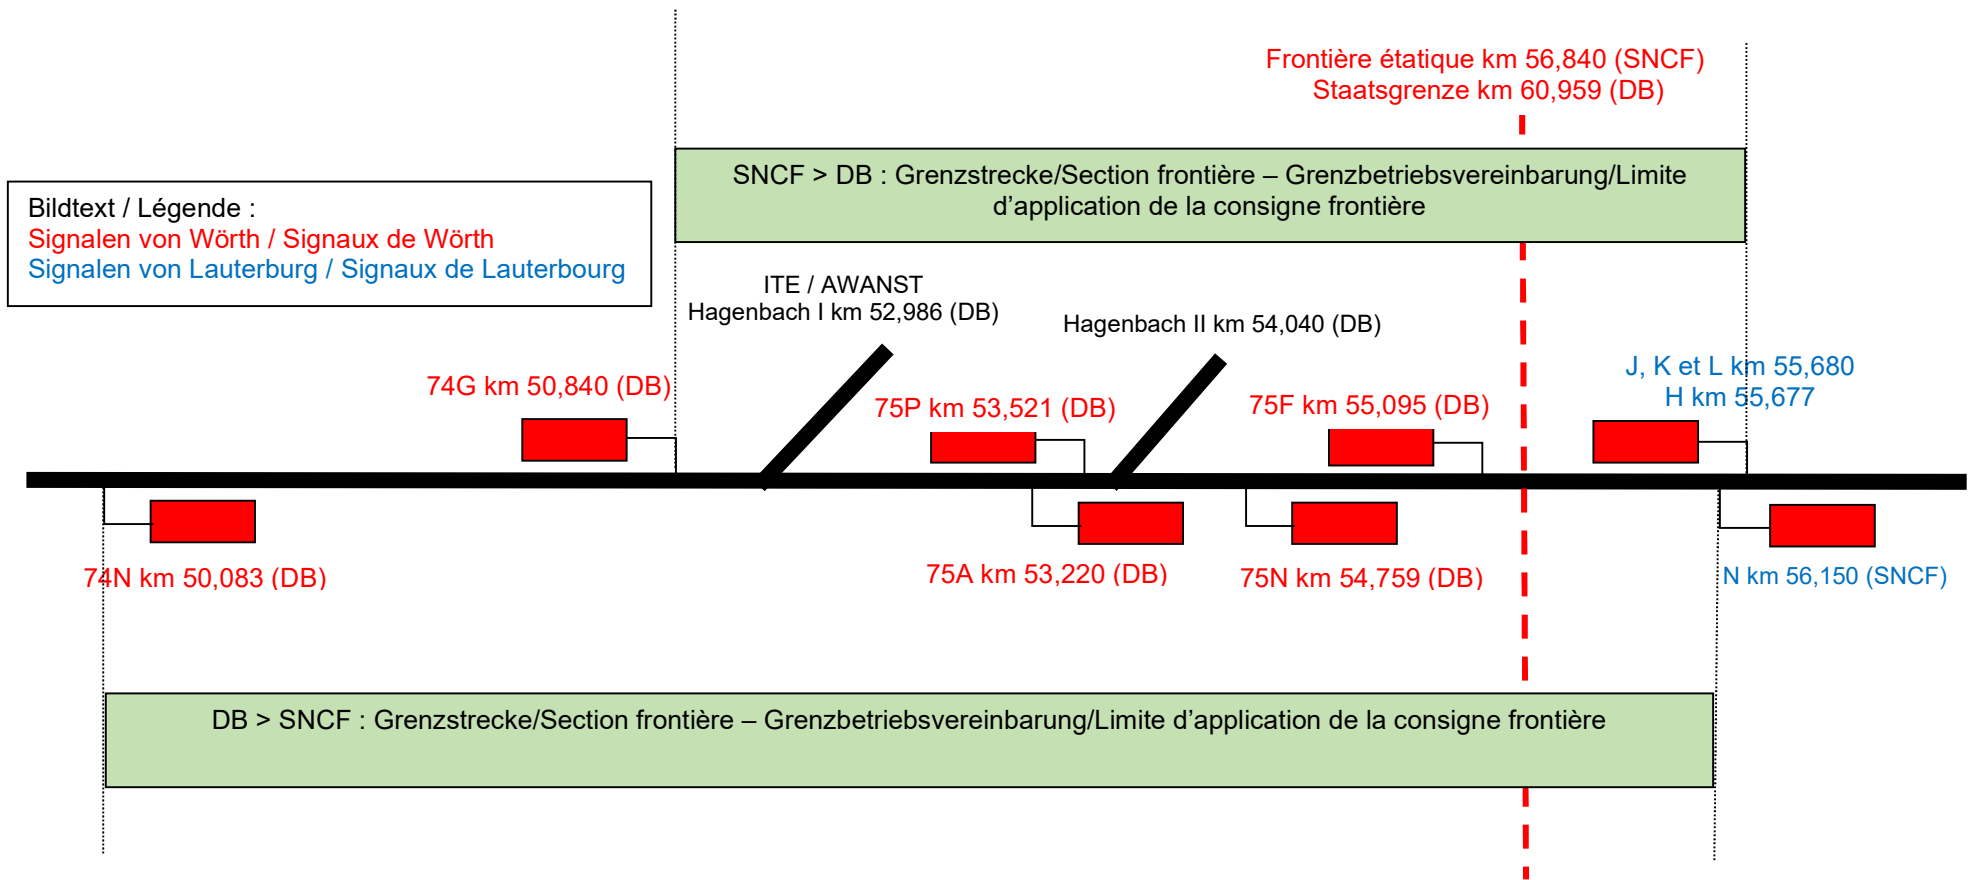 Frontière étatique km 56,840 (SNCF)
Staatsgrenze km 60,959 (DB)
SNCF > DB : Grenzstrecke/Section frontière – Grenzbetriebsvereinbarung/Limite
d’application de la consigne frontière
Bildtext / Légende :
Signalen von Wörth / Signaux de Wörth
Signalen von Lauterburg / Signaux de Lauterbourg
ITE / AWANST
Hagenbach I km 52,986 (DB)
Hagenbach II km 54,040 (DB)
74G km 50,840 (DB)
75P km 53,521 (DB)
75F km 55,095 (DB)
J, K et L km 55,680
H km 55,677
74N km 50,083 (DB)
75A km 53,220 (DB)
75N km 54,759 (DB)
N km 56,150 (SNCF)
DB > SNCF : Grenzstrecke/Section frontière – Grenzbetriebsvereinbarung/Limite d’application de la consigne frontière